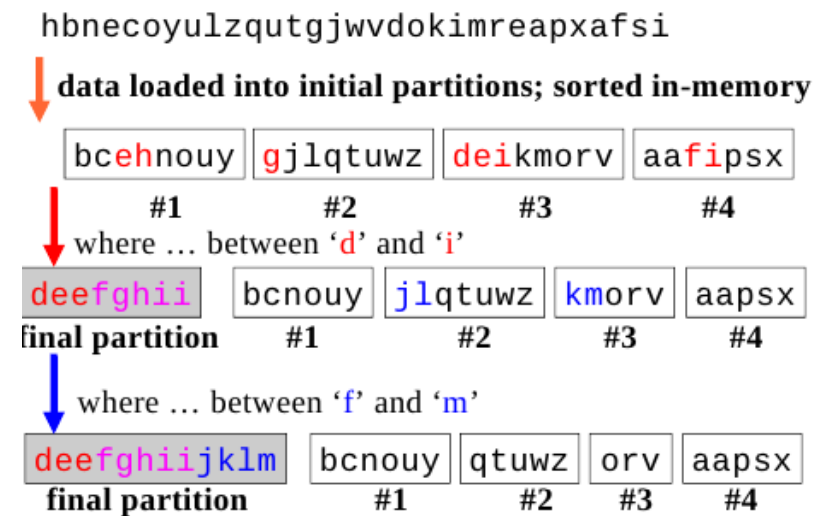 hbnecoyulzqutgjwvdokimreapxafsi
data loaded into initial partitions; sorted in-memory
bcehnouy gjlqtuwz deikmorv aafipsx
#1 #2 #3 #4
where … between ‘d’ and ‘i’
deefghii bcnouy jlqtuwz kmorv aapsx
final partition #1 #2 #3 #4
where … between ‘f’ and ‘m’
deefghiijklm bcnouy qtuwz orv aapsx
final partition #1 #2 #3 #4